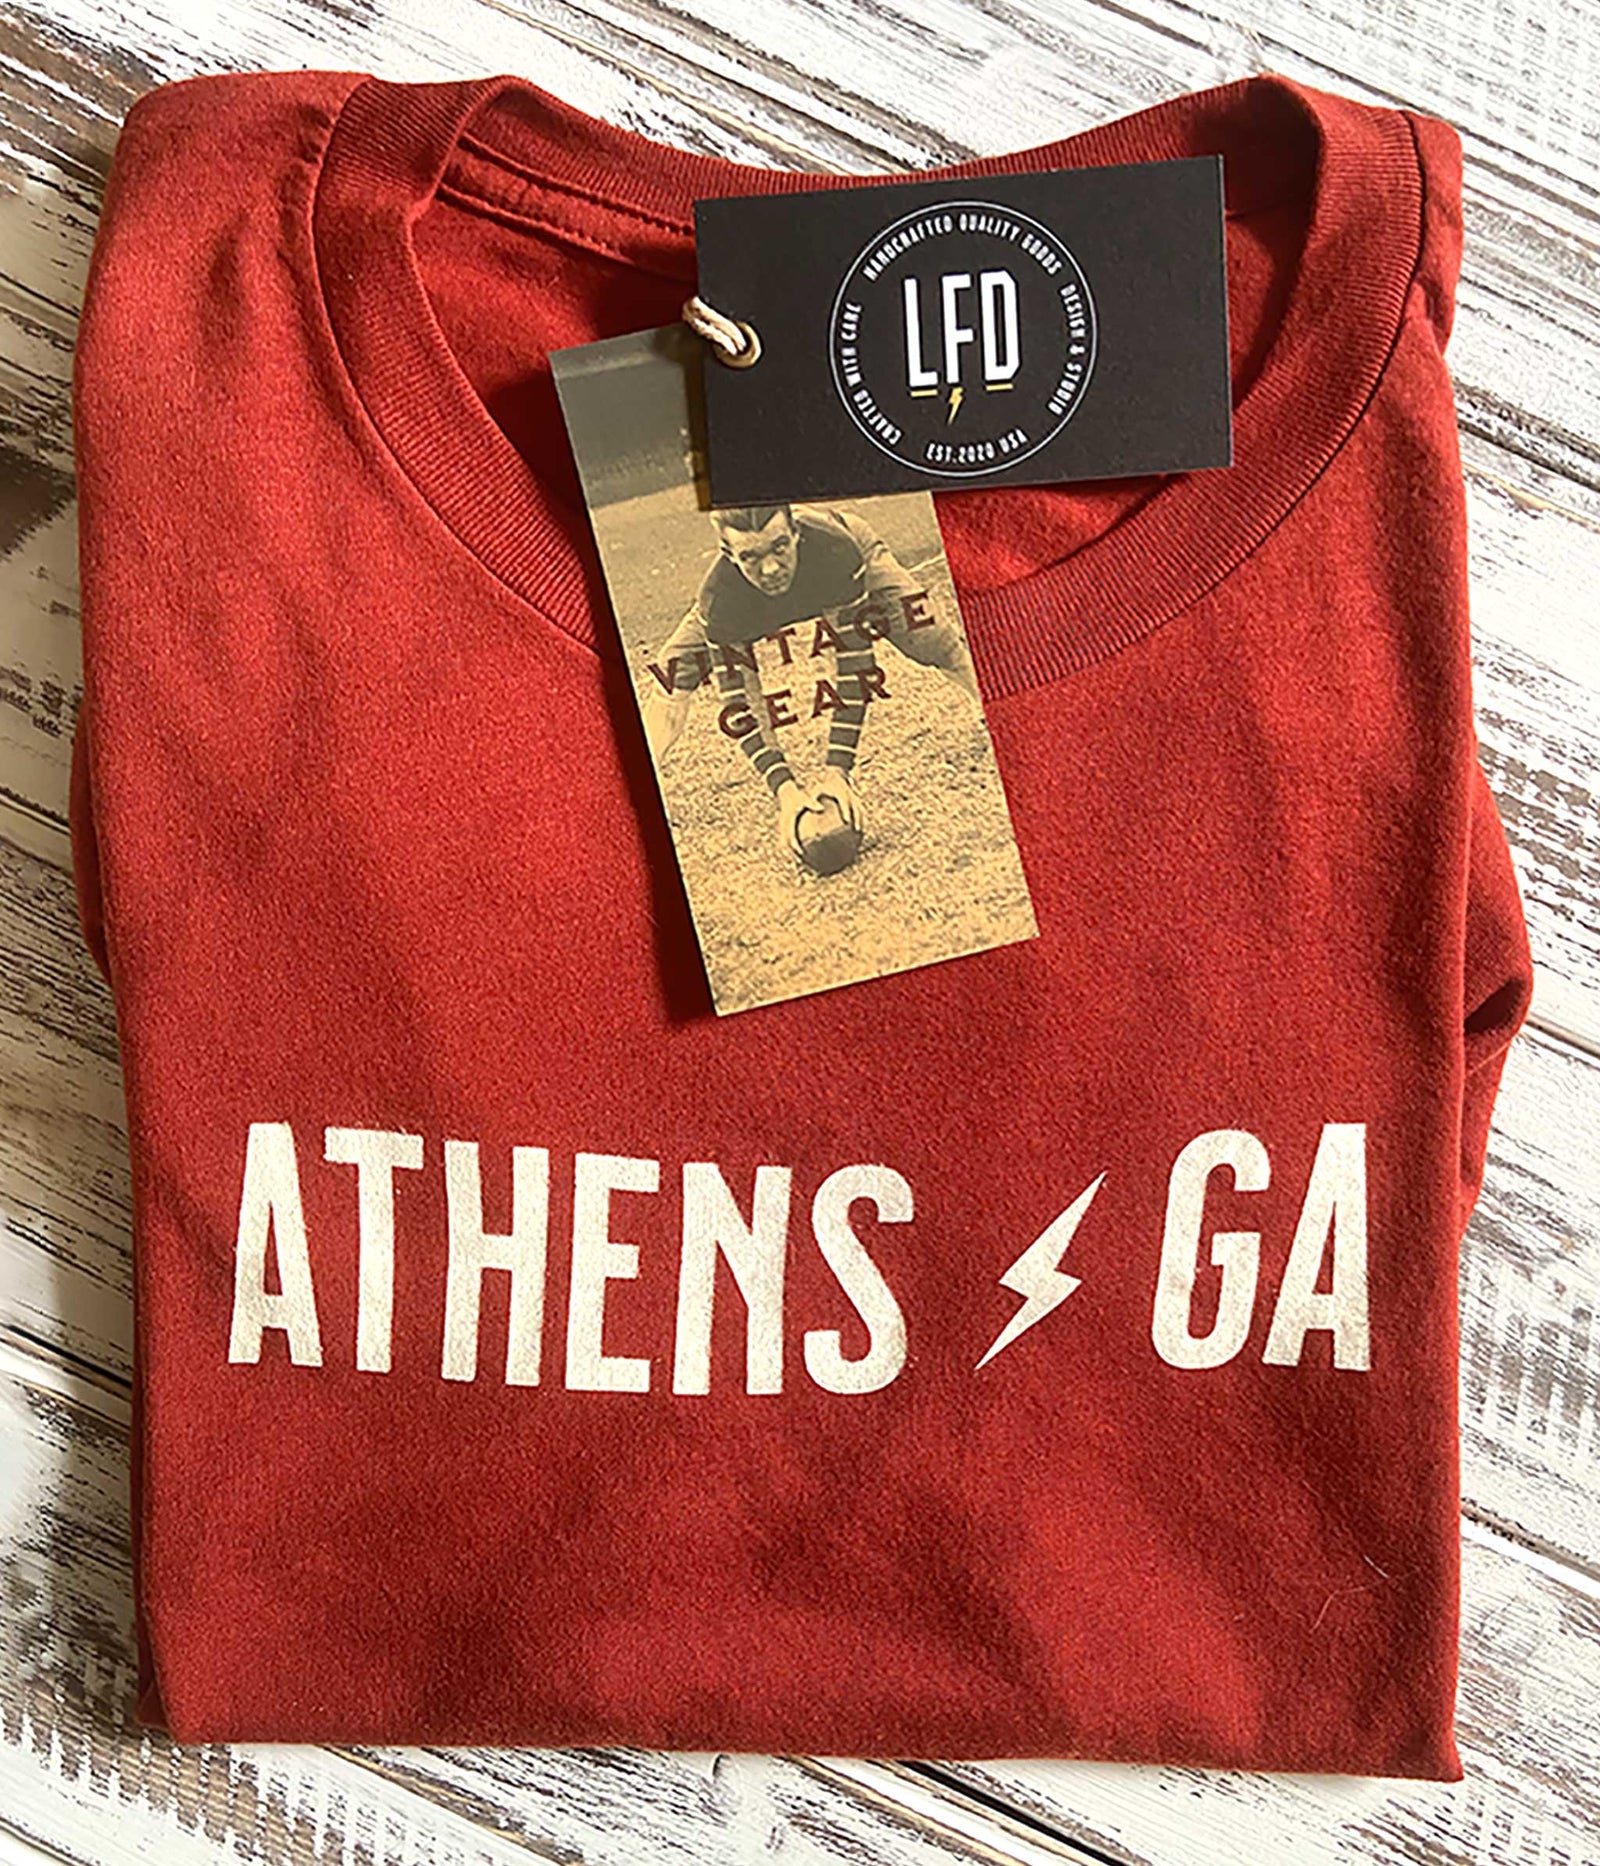 HANDCRAFTED QUALITY GOODS
DESIGN & STUDIO
EST.2020 USA
CRAFTED WITH CARE
LFD
VINTAGE
GEAR
ATHENS GA